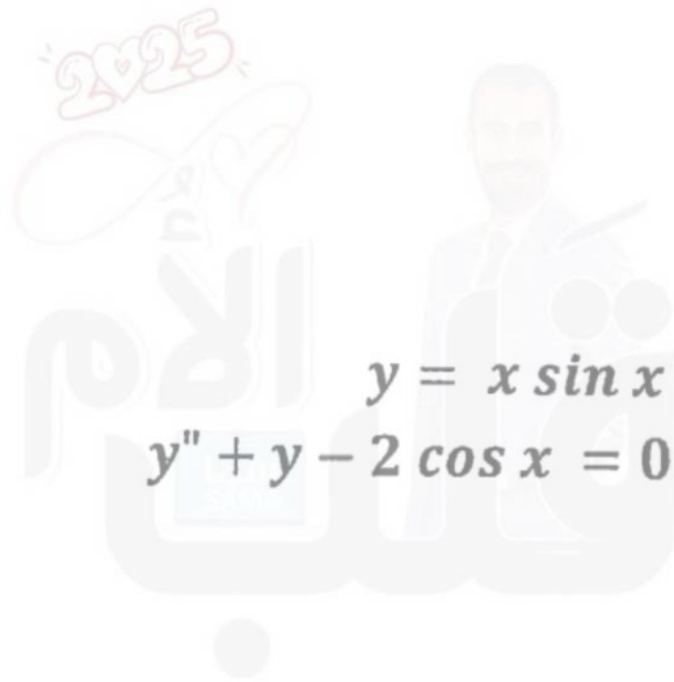 2025
y = x sin x
y" + y − 2 cos x = 0